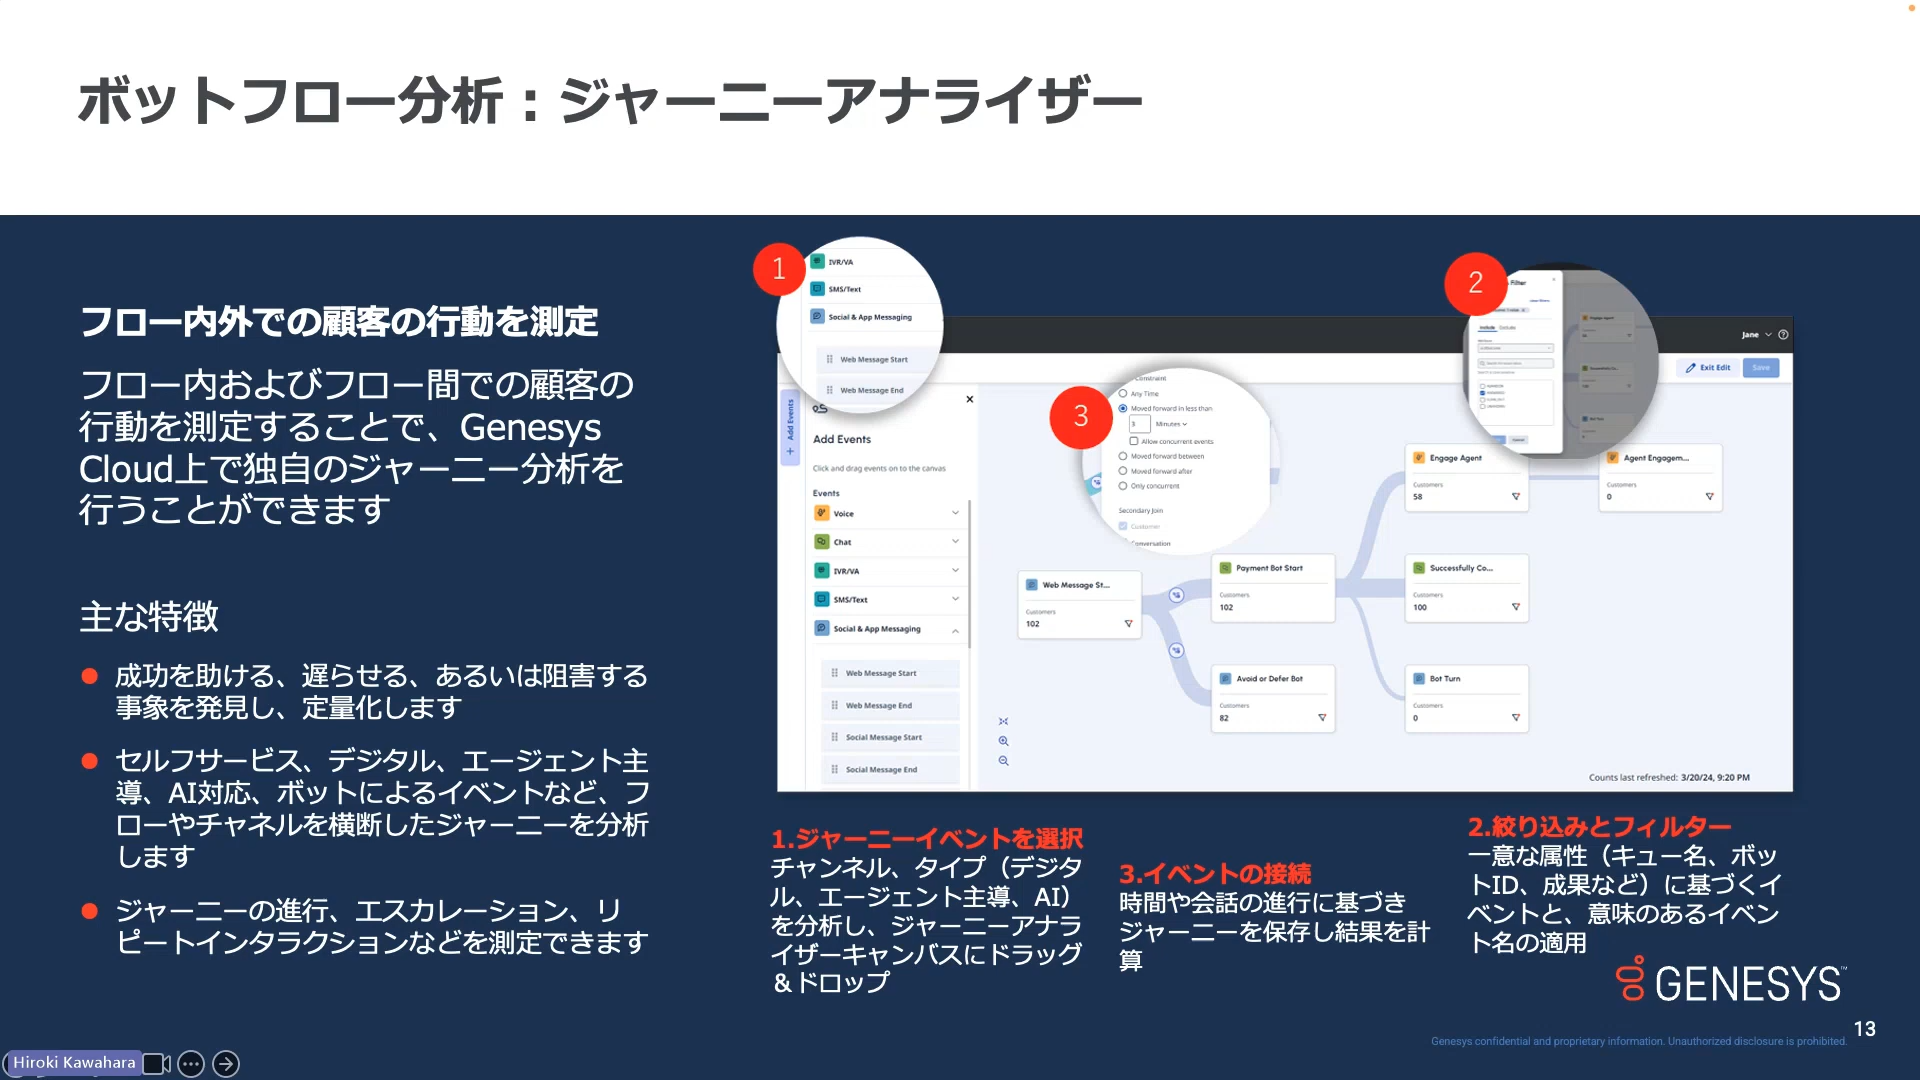 ボットフロー分析：ジャーニーアナライザー
フロー内外での顧客の行動を測定
フロー内およびフロー間での顧客の
行動を測定することで、Genesys
Cloud上で独自のジャーニー分析を
行うことができます
主な特徴
成功を助ける、遅らせる、あるいは阻害する
事象を発見し、定量化します
セルフサービス、デジタル、エージェント主
導、AI対応、ボットによるイベントなど、フ
ローやチャネルを横断したジャーニーを分析
します
ジャーニーの進行、エスカレーション、リ
ピートインタラクションなどを測定できます
1
IVR/VA
SMS/Text
Social & App Messaging
Web Message Start
Web Message End
2
Filter
Jane
Exit Edit
Save
3
Constraint
Any Time
Moved forward in less than
3 Minutes
Allow concurrent events
Moved forward between
Moved forward after
Only concurrent
Secondary Join
Customer
Conversation
+ Add Events
Add Events
Click and drag events on to the canvas
Events
Voice
Chat
IVR/VA
SMS/Text
Social & App Messaging
Web Message Start
Web Message End
Social Message Start
Social Message End
Web Message St...
Customers
102
Payment Bot Start
Customers
102
Avoid or Defer Bot
Customers
82
Engage Agent
Customers
58
Successfully Co...
Customers
100
Bot Turn
Customers
0
Agent Engagem...
Customers
0
Counts last refreshed: 3/20/24, 9:20 PM
1.ジャーニーイベントを選択
チャンネル、タイプ（デジタ
ル、エージェント主導、AI）
を分析し、ジャーニーアナラ
イザーキャンバスにドラッグ
＆ドロップ
3.イベントの接続
時間や会話の進行に基づき
ジャーニーを保存し結果を計
算
2.絞り込みとフィルター
一意な属性（キュー名、ボッ
トID、成果など）に基づくイ
ベントと、意味のあるイベン
ト名の適用
GENESYS™
13
Genesys confidential and proprietary information. Unauthorized disclosure is prohibited.
Hiroki Kawahara